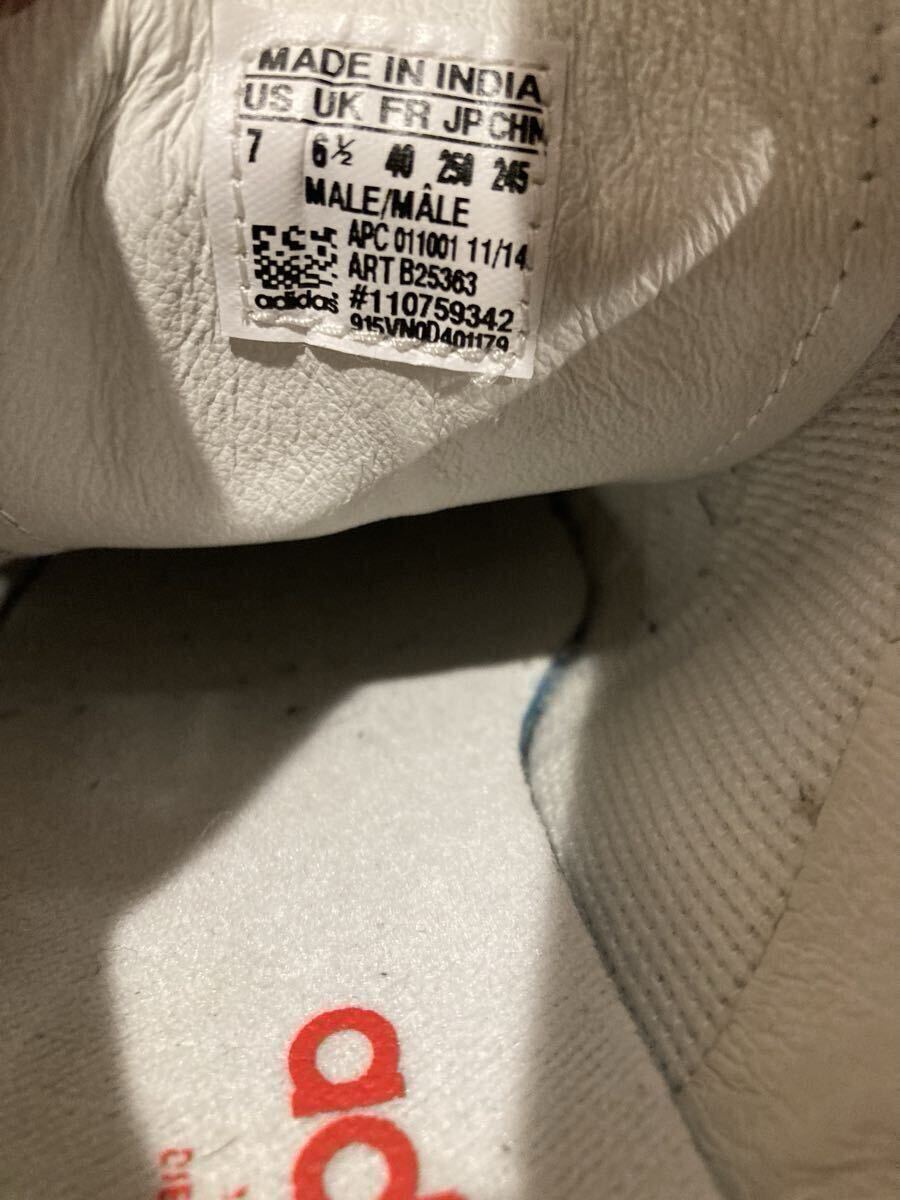 MADE IN INDIA
US UK FR JP CHN
7 6½ 40 250 245
MALE/MÂLE
APC 011001 11/14
ART B25363
adidas #110759342
915VN0D401179
ad